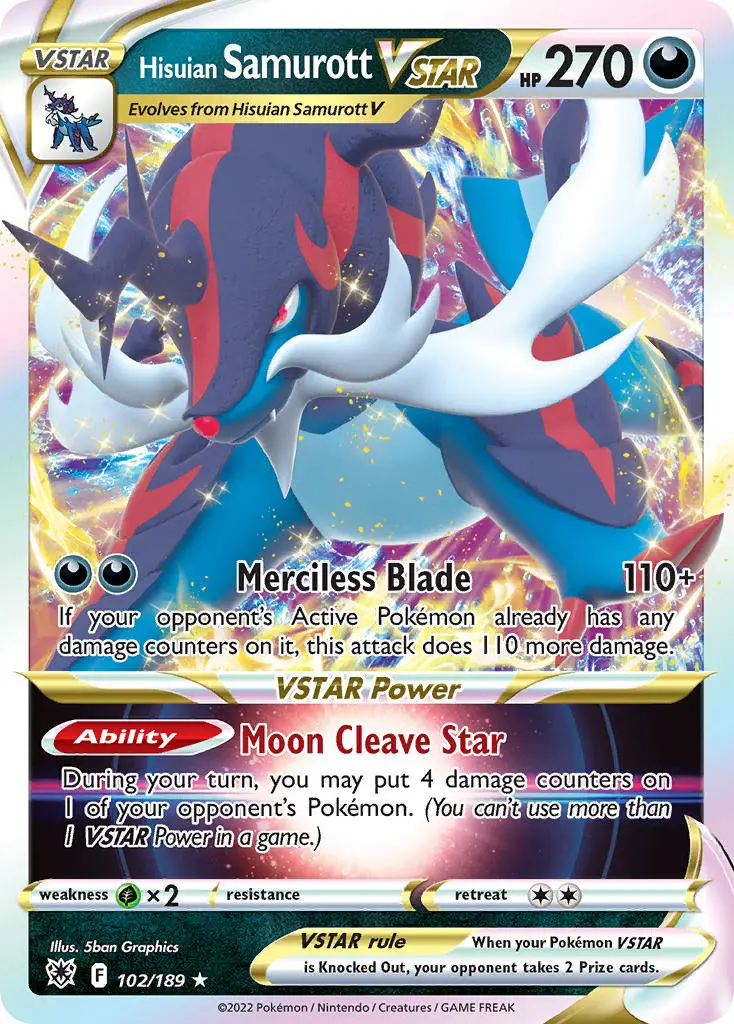 VSTAR
Hisuian Samurott VSTAR HP 270
Evolves from Hisuian Samurott V
Merciless Blade 110+
If your opponent's Active Pokémon already has any
damage counters on it, this attack does 110 more damage.
VSTAR Power
Ability Moon Cleave Star
During your turn, you may put 4 damage counters on
1 of your opponent's Pokémon. (You can't use more than
1 VSTAR Power in a game.)
weakness ×2 resistance retreat
Illus. 5ban Graphics
F 102/189 ★
VSTAR rule When your Pokémon VSTAR
is Knocked Out, your opponent takes 2 Prize cards.
©2022 Pokémon / Nintendo / Creatures / GAME FREAK